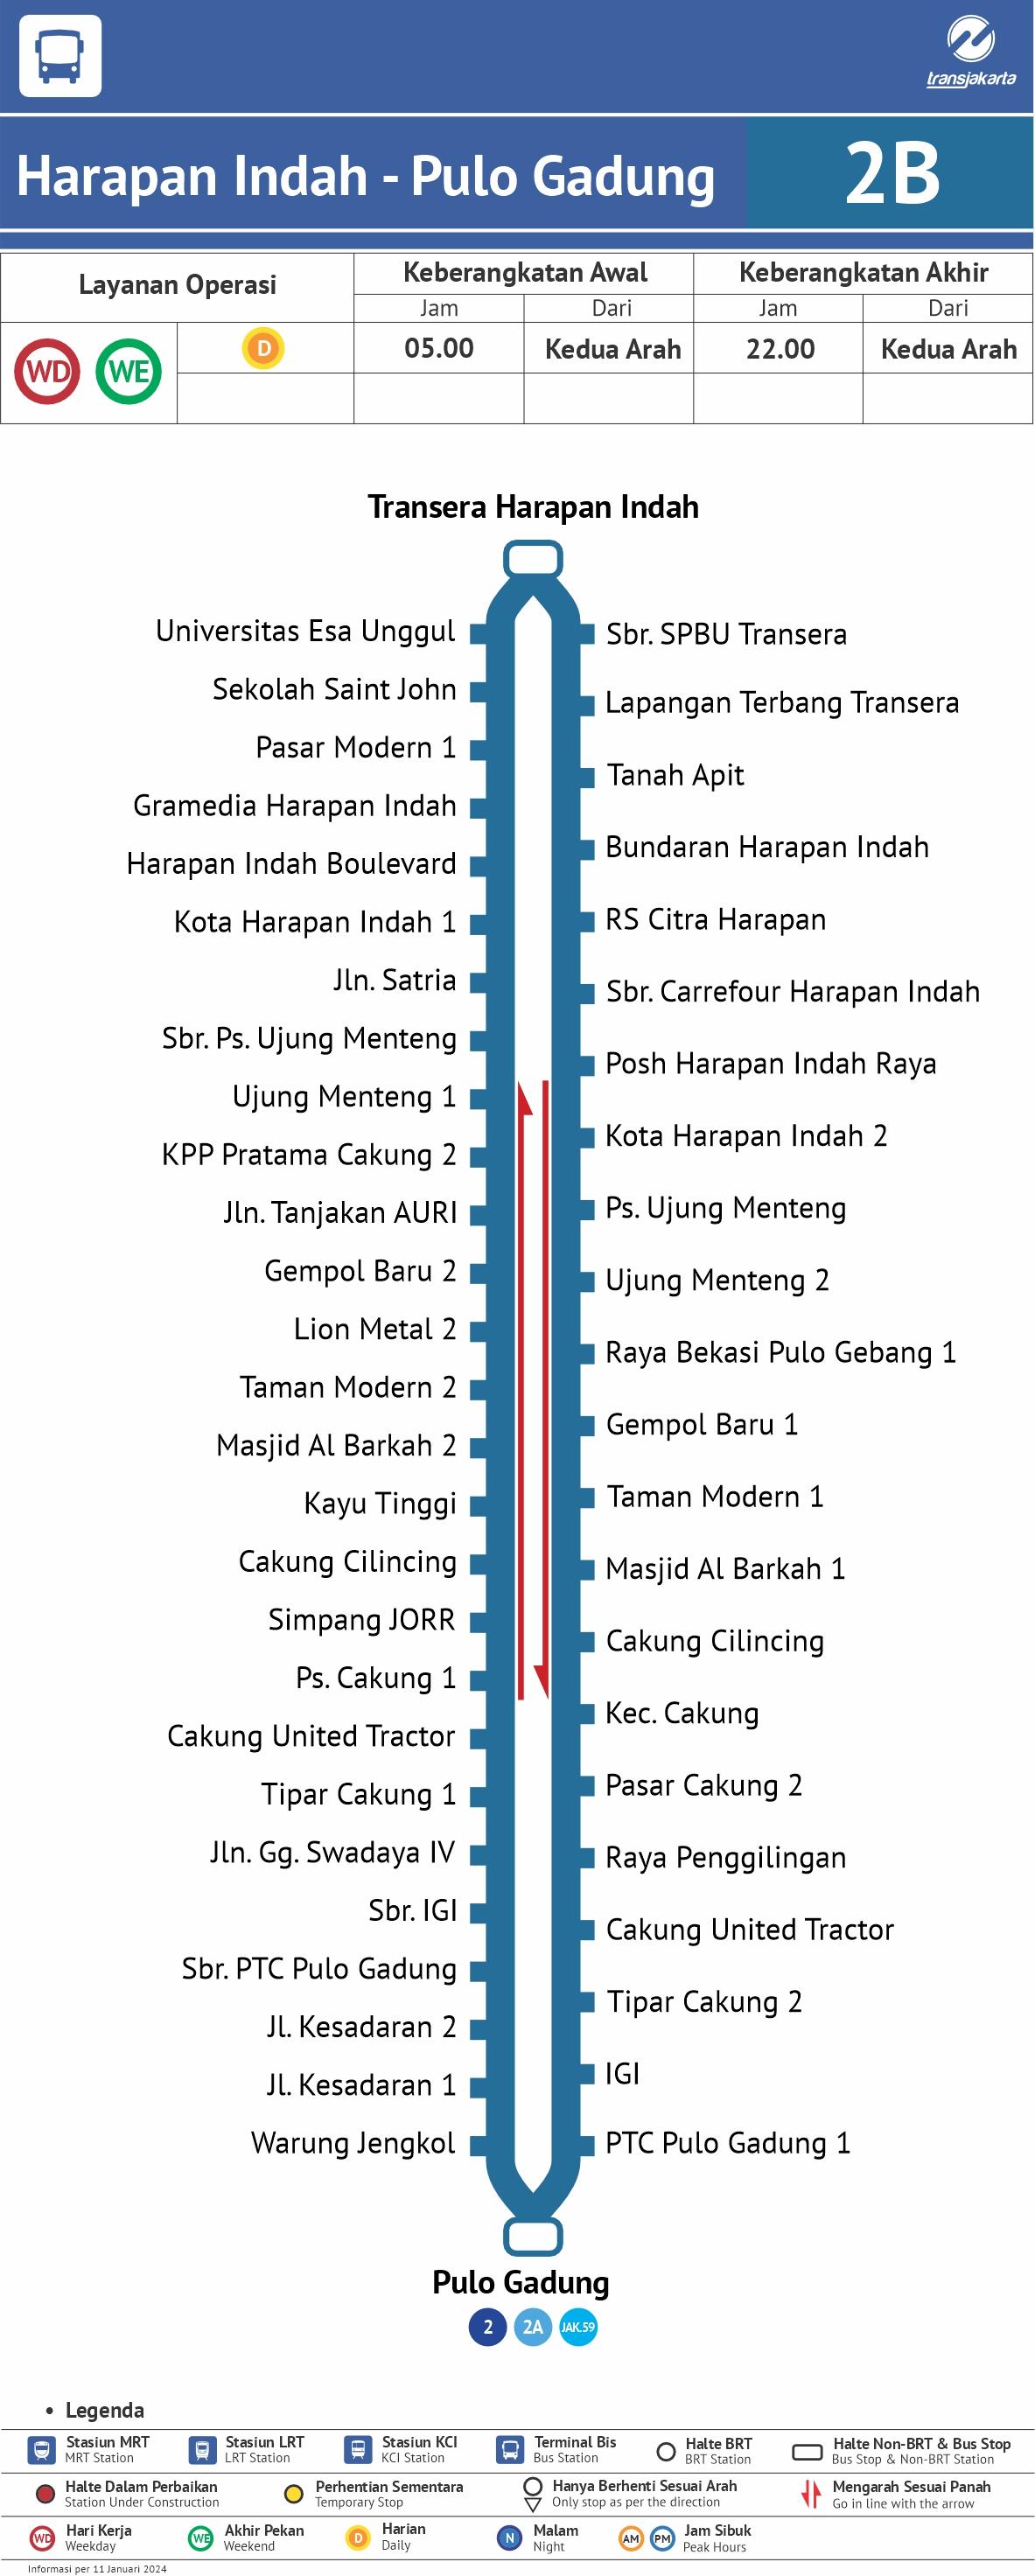 transjakarta
Harapan Indah - Pulo Gadung
2B
Layanan Operasi
Keberangkatan Awal
Keberangkatan Akhir
Jam
Dari
Jam
Dari
WD
WE
D
05.00
Kedua Arah
22.00
Kedua Arah
Transera Harapan Indah
Universitas Esa Unggul
Sekolah Saint John
Pasar Modern 1
Gramedia Harapan Indah
Harapan Indah Boulevard
Kota Harapan Indah 1
Jln. Satria
Sbr. Ps. Ujung Menteng
Ujung Menteng 1
KPP Pratama Cakung 2
Jln. Tanjakan AURI
Gempol Baru 2
Lion Metal 2
Taman Modern 2
Masjid Al Barkah 2
Kayu Tinggi
Cakung Cilincing
Simpang JORR
Ps. Cakung 1
Cakung United Tractor
Tipar Cakung 1
Jln. Gg. Swadaya IV
Sbr. IGI
Sbr. PTC Pulo Gadung
Jl. Kesadaran 2
Jl. Kesadaran 1
Warung Jengkol
Sbr. SPBU Transera
Lapangan Terbang Transera
Tanah Apit
Bundaran Harapan Indah
RS Citra Harapan
Sbr. Carrefour Harapan Indah
Posh Harapan Indah Raya
Kota Harapan Indah 2
Ps. Ujung Menteng
Ujung Menteng 2
Raya Bekasi Pulo Gebang 1
Gempol Baru 1
Taman Modern 1
Masjid Al Barkah 1
Cakung Cilincing
Kec. Cakung
Pasar Cakung 2
Raya Penggilingan
Cakung United Tractor
Tipar Cakung 2
IGI
PTC Pulo Gadung 1
Pulo Gadung
2
2A
JAK.59
• Legenda
Stasiun MRT
MRT Station
Stasiun LRT
LRT Station
Stasiun KCI
KCI Station
Terminal Bis
Bus Station
Halte BRT
BRT Station
Halte Non-BRT & Bus Stop
Bus Stop & Non-BRT Station
Halte Dalam Perbaikan
Station Under Construction
Perhentian Sementara
Temporary Stop
Hanya Berhenti Sesuai Arah
Only stop as per the direction
Mengarah Sesuai Panah
Go in line with the arrow
WD
Hari Kerja
Weekday
WE
Akhir Pekan
Weekend
D
Harian
Daily
N
Malam
Night
AM
PM
Jam Sibuk
Peak Hours
Informasi per 11 Januari 2024